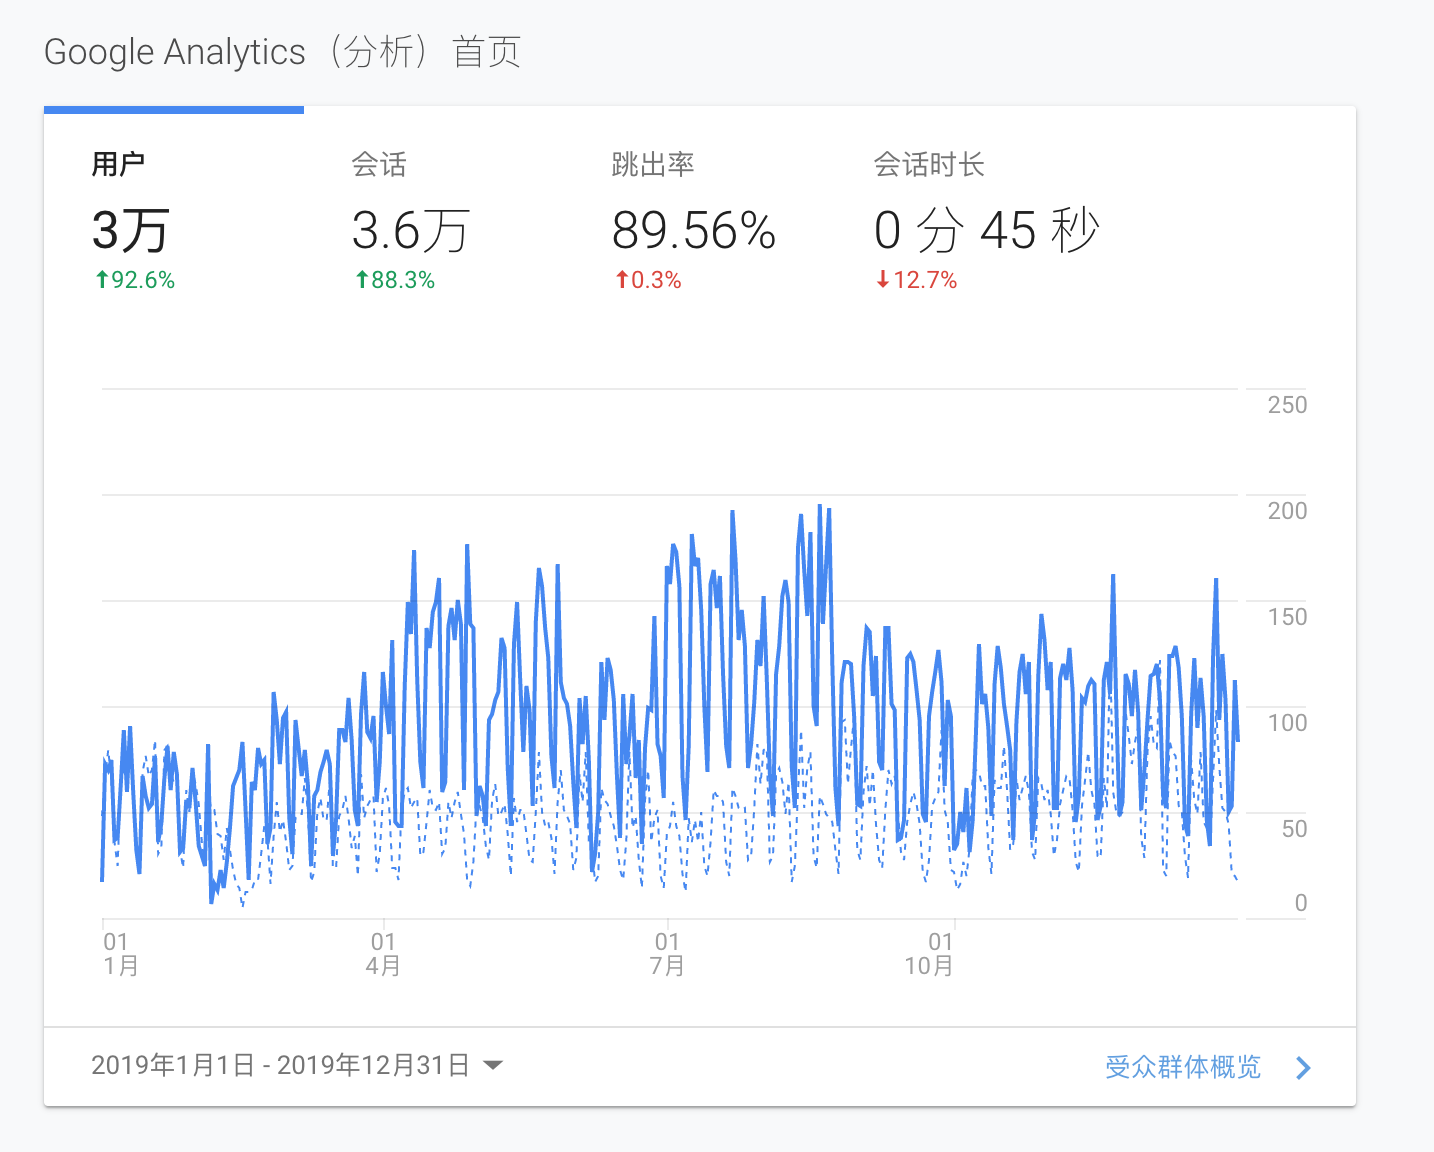 Google Analytics（分析）首页
用户 会话 跳出率 会话时长
3万 3.6万 89.56% 0 分 45 秒
↑92.6% ↑88.3% ↑0.3% ↓12.7%
250
200
150
100
50
0
01 01 01 01
1月 4月 7月 10月
2019年1月1日 - 2019年12月31日 受众群体概览